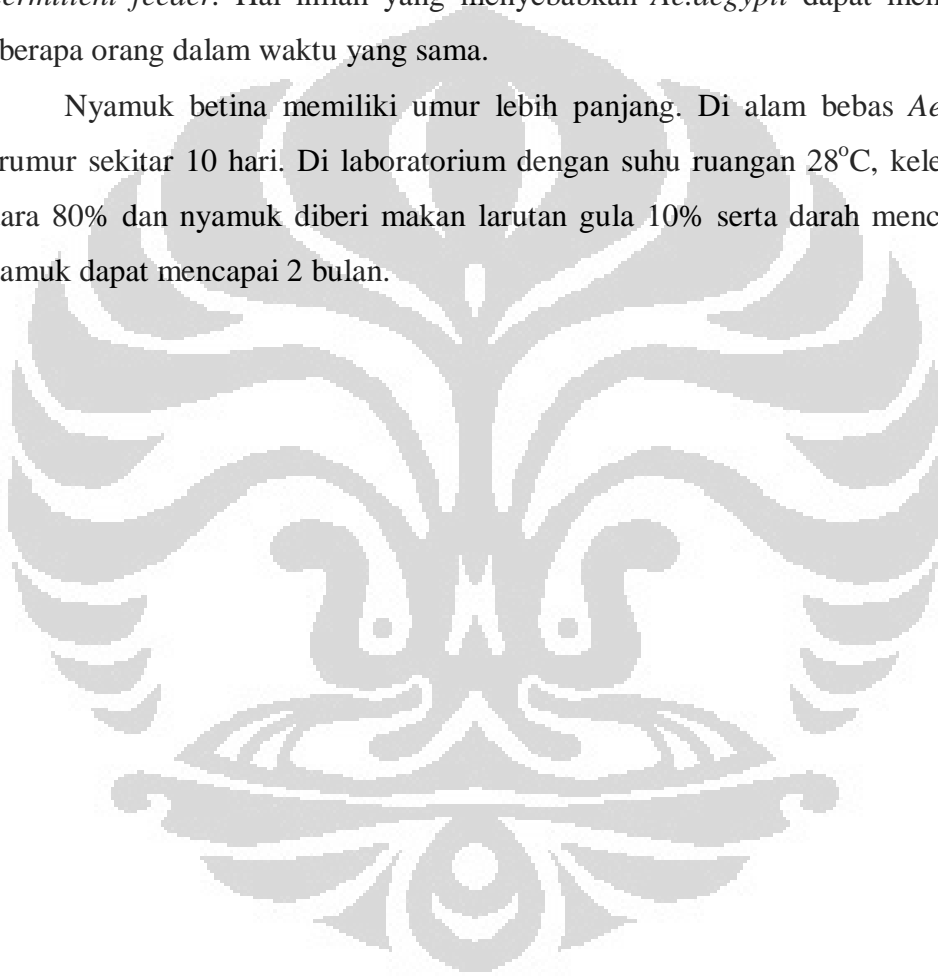 ermittent feeder. Hal inilah yang menyebabkan Ae.aegypti dapat men
berapa orang dalam waktu yang sama.
Nyamuk betina memiliki umur lebih panjang. Di alam bebas Ae
rumur sekitar 10 hari. Di laboratorium dengan suhu ruangan 28°C, kele
ara 80% dan nyamuk diberi makan larutan gula 10% serta darah menc
amuk dapat mencapai 2 bulan.